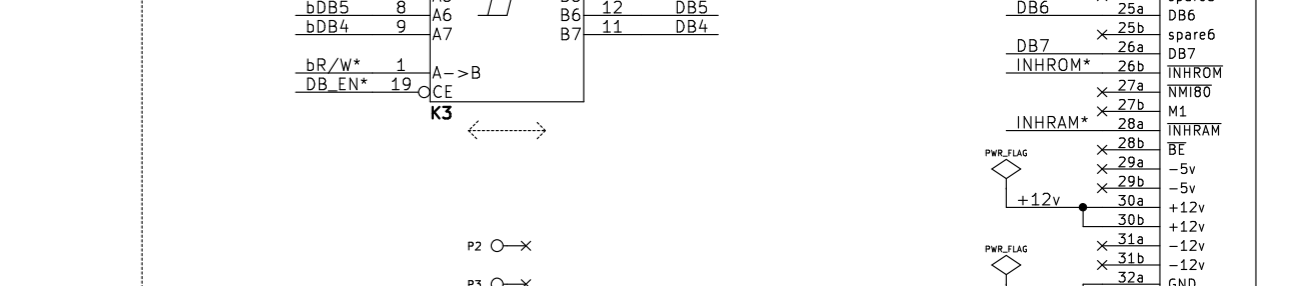 bDB5 8 A6 B6 12 DB5
bDB4 9 A7 B7 11 DB4
bR/W* 1 A->B
DB_EN* 19 CE
K3
P2
P3
DB6 25a DB6
25b spare6
DB7 26a DB7
INHROM* 26b INHROM
27a NMI80
27b M1
INHRAM* 28a INHRAM
28b BE
PWR_FLAG
29a -5v
29b -5v
+12v 30a +12v
30b +12v
PWR_FLAG
31a -12v
31b -12v
32a GND